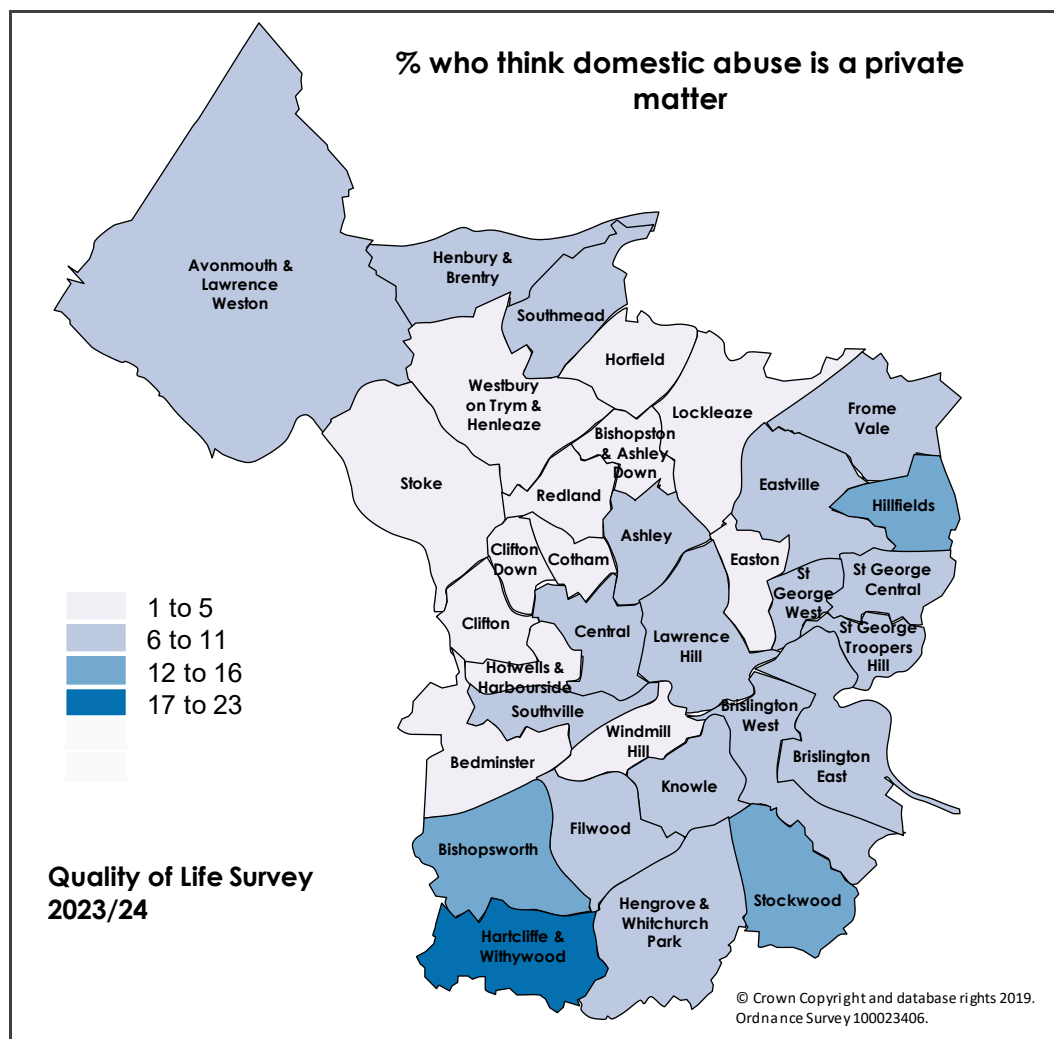 % who think domestic abuse is a private
matter
Avonmouth &
Lawrence
Weston
Henbury &
Brentry
Southmead
Horfield
Westbury
on Trym &
Henleaze
Lockleaze
Frome
Vale
Bishopston
& Ashley
Down
Stoke
Redland
Eastville
Hillfields
Ashley
Clifton
Down
Cotham
Easton
St
George
West
St George
Central
1 to 5
6 to 11
12 to 16
17 to 23
Clifton
Central
Lawrence
Hill
St George
Troopers
Hill
Hotwells &
Harbourside
Southville
Brislington
West
Windmill
Hill
Bedminster
Brislington
East
Knowle
Filwood
Bishopsworth
Quality of Life Survey
2023/24
Stockwood
Hengrove &
Whitchurch
Park
Hartcliffe &
Withywood
© Crown Copyright and database rights 2019.
Ordnance Survey 100023406.